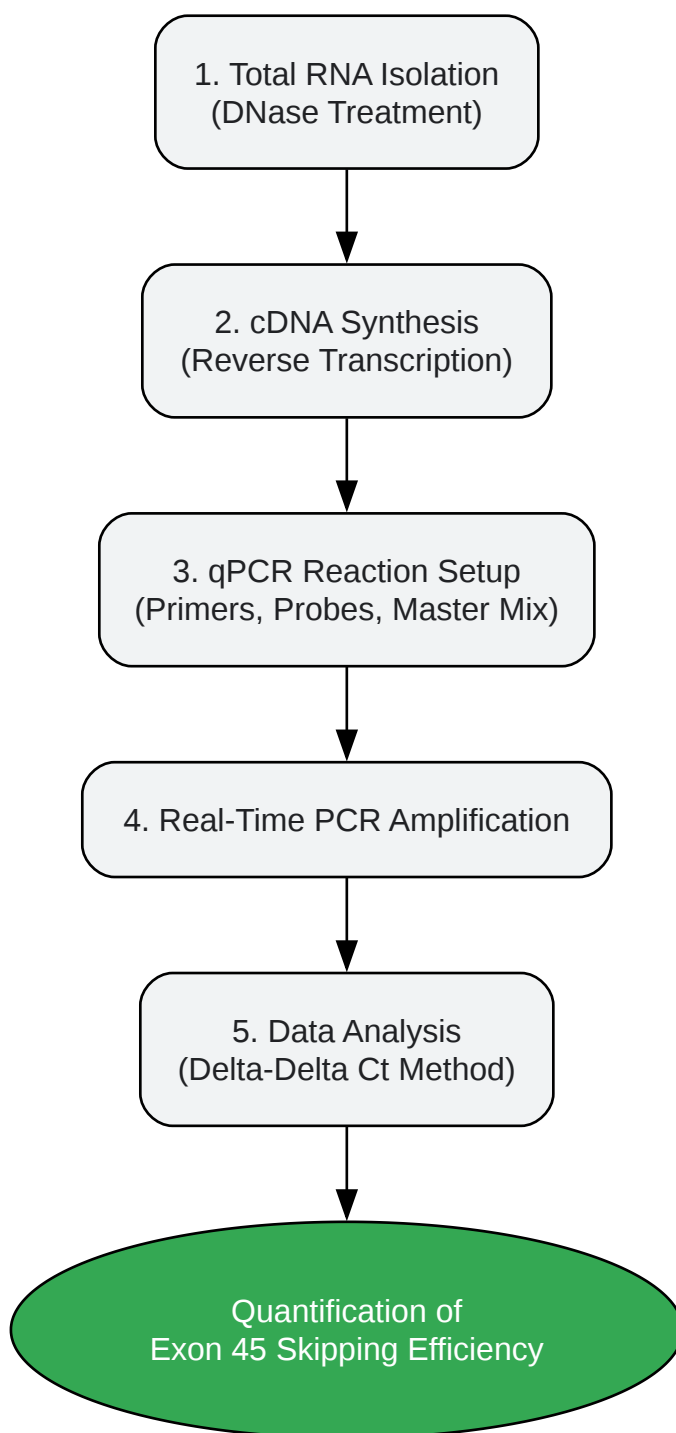 1. Total RNA Isolation
(DNase Treatment)
2. cDNA Synthesis
(Reverse Transcription)
3. qPCR Reaction Setup
(Primers, Probes, Master Mix)
4. Real-Time PCR Amplification
5. Data Analysis
(Delta-Delta Ct Method)
Quantification of
Exon 45 Skipping Efficiency